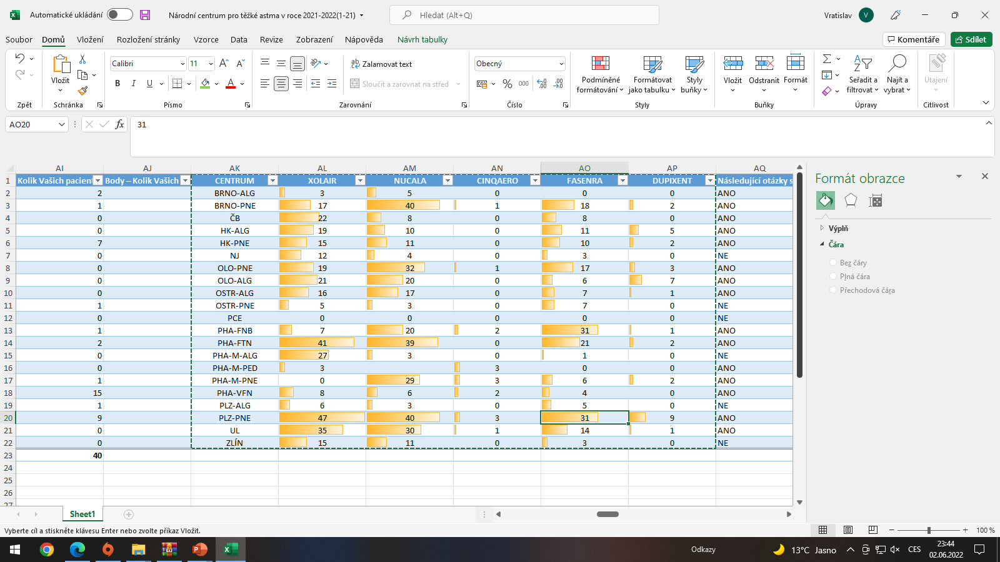 Automatické ukládání
Národní centrum pro těžké astma v roce 2021-2022(1-21)
Hledat (Alt+Q)
Vratislav
V
Soubor Domů Vložení Rozložení stránky Vzorce Data Revize Zobrazení Nápověda Návrh tabulky
Komentáře Sdílet
Vložit
Calibri 11
Zalamovat text
Sloučit a zarovnat na střed
Obecný
% 000
Podmíněné formátování
Formátovat jako tabulku
Styly buňky
Vložit Odstranit Formát
Seřadit a filtrovat
Najít a vybrat
Utajení
Zpět Schránka Písmo Zarovnání Číslo Styly Buňky Úpravy Citlivost
AO20 fx 31
AI AJ AK AL AM AN AO AP AQ
1 Kolik Vašich pacient Body – Kolik Vašich CENTRUM XOLAIR NUCALA CINQAERO FASENRA DUPIXENT Následující otázky s
2 2 BRNO-ALG 3 5 0 0 0 ANO
3 1 BRNO-PNE 17 40 1 18 2 ANO
4 0 ČB 22 8 0 8 0 ANO
5 0 HK-ALG 19 10 0 11 5 ANO
6 7 HK-PNE 15 11 0 10 2 ANO
7 0 NJ 12 4 0 3 0 NE
8 0 OLO-PNE 19 32 1 17 3 ANO
9 0 OLO-ALG 21 20 0 6 7 ANO
10 0 OSTR-ALG 16 17 0 7 1 ANO
11 1 OSTR-PNE 5 3 0 7 0 NE
12 0 PCE 0 0 0 0 0 NE
13 1 PHA-FNB 7 20 2 31 1 ANO
14 2 PHA-FTN 41 39 0 21 2 ANO
15 0 PHA-M-ALG 27 3 0 1 0 NE
16 0 PHA-M-PED 3 3 0 0 ANO
17 1 PHA-M-PNE 0 29 3 6 2 ANO
18 15 PHA-VFN 8 6 2 4 0 ANO
19 1 PLZ-ALG 6 3 0 5 0 NE
20 9 PLZ-PNE 47 40 3 31 9 ANO
21 0 UL 35 30 1 14 1 ANO
22 0 ZLÍN 15 11 0 3 0 NE
23 40
24
25
26
27
Formát obrazce
Výplň
Čára
Bez čáry
Plná čára
Přechodová čára
Sheet1
Vyberte cíl a stiskněte klávesu Enter nebo zvolte příkaz Vložit.
100 %
Odkazy
13°C Jasno
CES
23:44
02.06.2022